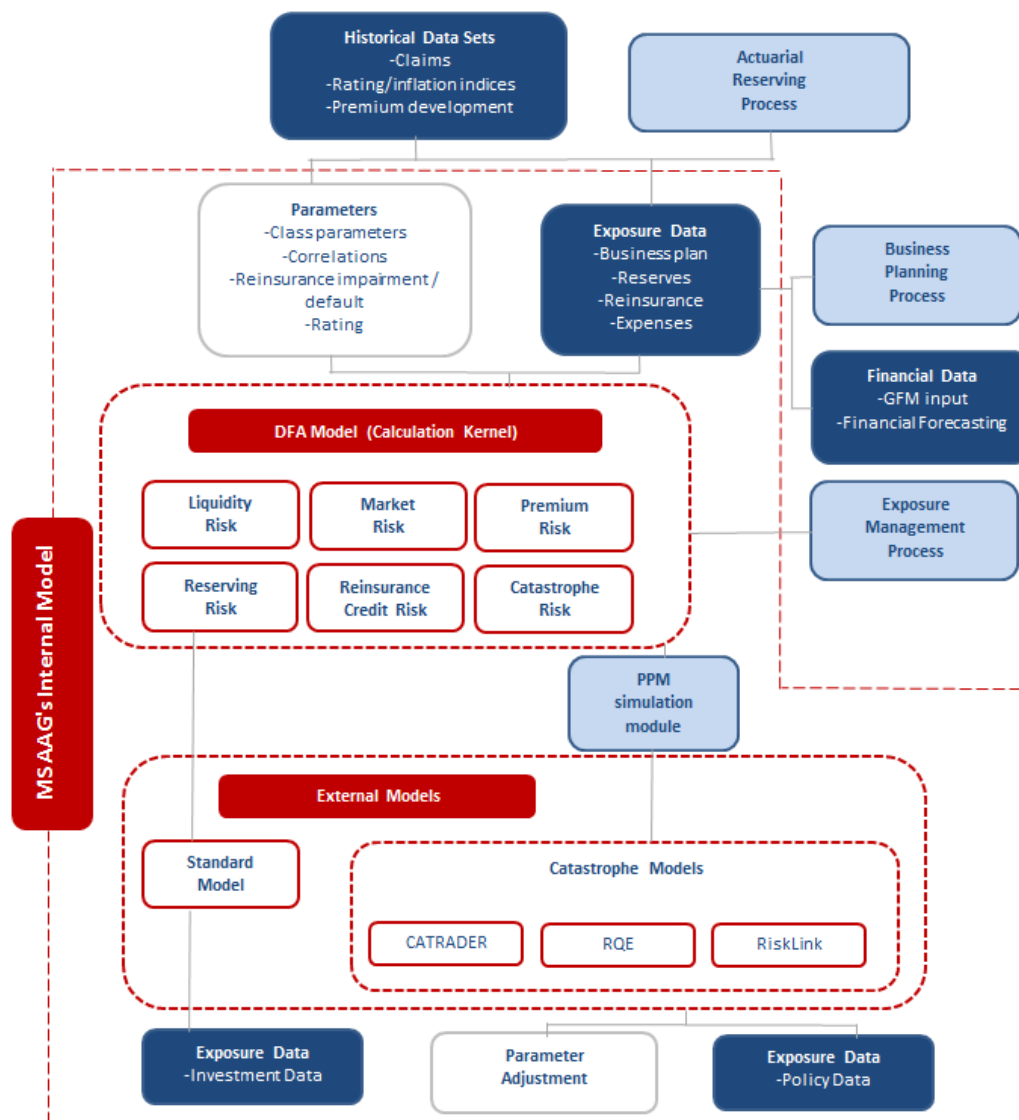 Historical Data Sets
-Claims
-Rating/inflation indices
-Premium development
Actuarial
Reserving
Process
Parameters
-Class parameters
-Correlations
-Reinsurance impairment /
default
-Rating
Exposure Data
-Business plan
-Reserves
-Reinsurance
-Expenses
Business
Planning
Process
Financial Data
-GFM input
-Financial Forecasting
DFA Model (Calculation Kernel)
Liquidity
Risk
Market
Risk
Premium
Risk
Reserving
Risk
Reinsurance
Credit Risk
Catastrophe
Risk
Exposure
Management
Process
MSAAG's Internal Model
PPM
simulation
module
External Models
Standard
Model
Catastrophe Models
CATRADER
RQE
RiskLink
Exposure Data
-Investment Data
Parameter
Adjustment
Exposure Data
-Policy Data